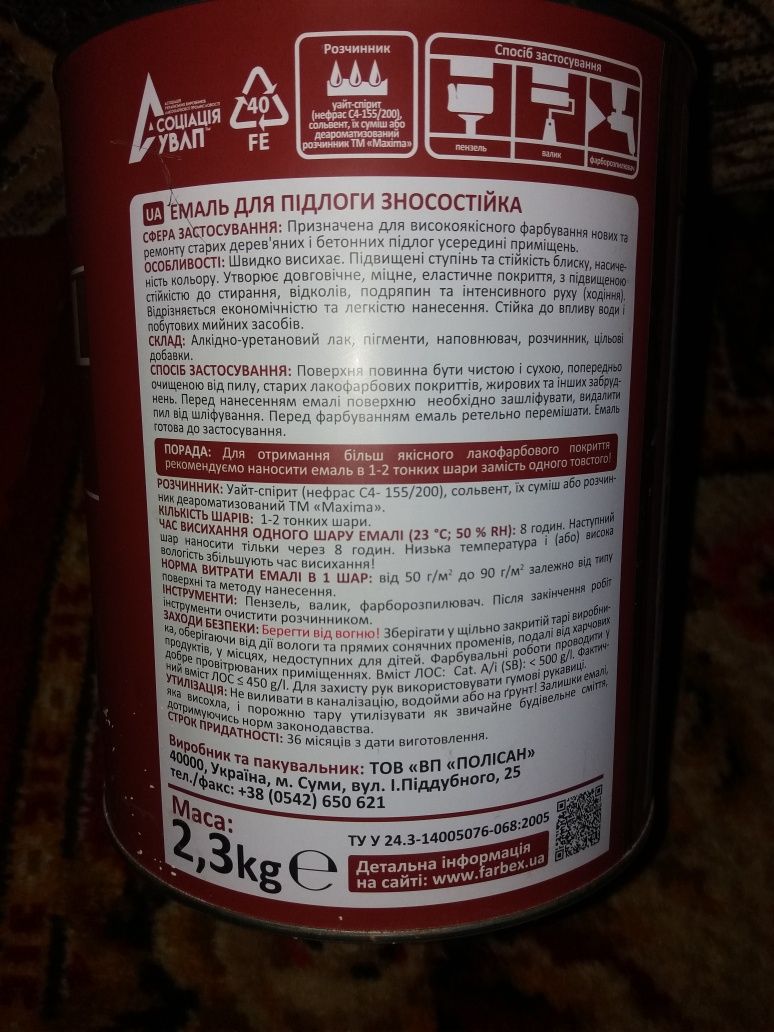 АСОЦІАЦІЯ
УВЛП™
40
FE
Розчинник
уайт-спірит
(нефрас С4-155/200),
сольвент, їх суміш або
деароматизований
розчинник ТМ «Maxima»
Спосіб застосування
пензель
валик
фарборозпилювач
UA ЕМАЛЬ ДЛЯ ПІДЛОГИ ЗНОСОСТІЙКА
СФЕРА ЗАСТОСУВАННЯ: Призначена для високоякісного фарбування нових та
ремонту старих дерев'яних і бетонних підлог усередині приміщень.
ОСОБЛИВОСТІ: Швидко висихає. Підвищені ступінь та стійкість блиску, насиче-
ність кольору. Утворює довговічне, міцне, еластичне покриття, з підвищеною
стійкістю до стирання, відколів, подряпин та інтенсивного руху (ходіння).
Відрізняється економічністю та легкістю нанесення. Стійка до впливу води і
побутових мийних засобів.
СКЛАД: Алкідно-уретановий лак, пігменти, наповнювач, розчинник, цільові
добавки.
СПОСІБ ЗАСТОСУВАННЯ: Поверхня повинна бути чистою і сухою, попередньо
очищеною від пилу, старих лакофарбових покриттів, жирових та інших забруд-
нень. Перед нанесенням емалі поверхню необхідно зашліфувати, видалити
пил від шліфування. Перед фарбуванням емаль ретельно перемішати. Емаль
готова до застосування.
ПОРАДА: Для отримання більш якісного лакофарбового покриття
рекомендуємо наносити емаль в 1-2 тонких шари замість одного товстого!
РОЗЧИННИК: Уайт-спірит (нефрас С4- 155/200), сольвент, їх суміш або розчин-
ник деароматизований ТМ «Maxima».
КІЛЬКІСТЬ ШАРІВ: 1-2 тонких шари.
ЧАС ВИСИХАННЯ ОДНОГО ШАРУ ЕМАЛІ (23 °С; 50 % RH): 8 годин. Наступний
шар наносити тільки через 8 годин. Низька температура і (або) висока
вологість збільшують час висихання!
НОРМА ВИТРАТИ ЕМАЛІ В 1 ШАР: від 50 г/м² до 90 г/м² залежно від типу
поверхні та методу нанесення.
ІНСТРУМЕНТИ: Пензель, валик, фарборозпилювач. Після закінчення робіт
інструменти очистити розчинником.
ЗАХОДИ БЕЗПЕКИ: Берегти від вогню! Зберігати у щільно закритій тарі виробни-
ка, оберігаючи від дії вологи та прямих сонячних променів, подалі від харчових
продуктів, у місцях, недоступних для дітей. Фарбувальні роботи проводити у
добре провітрюваних приміщеннях. Вміст ЛОС: Cat. A/i (SB): < 500 g/l. Фактич-
ний вміст ЛОС ≤ 450 g/l. Для захисту рук використовувати гумові рукавиці.
УТИЛІЗАЦІЯ: Не виливати в каналізацію, водойми або на ґрунт! Залишки емалі,
яка висохла, і порожню тару утилізувати як звичайне будівельне сміття,
дотримуючись норм законодавства.
СТРОК ПРИДАТНОСТІ: 36 місяців з дати виготовлення.
Виробник та пакувальник: ТОВ «ВП «ПОЛІСАН»
40000, Україна, м. Суми, вул. І.Піддубного, 25
тел./факс: +38 (0542) 650 621
Маса:
2,3kg e
ТУ У 24.3-14005076-068:2005
Детальна інформація
на сайті: www.farbex.ua